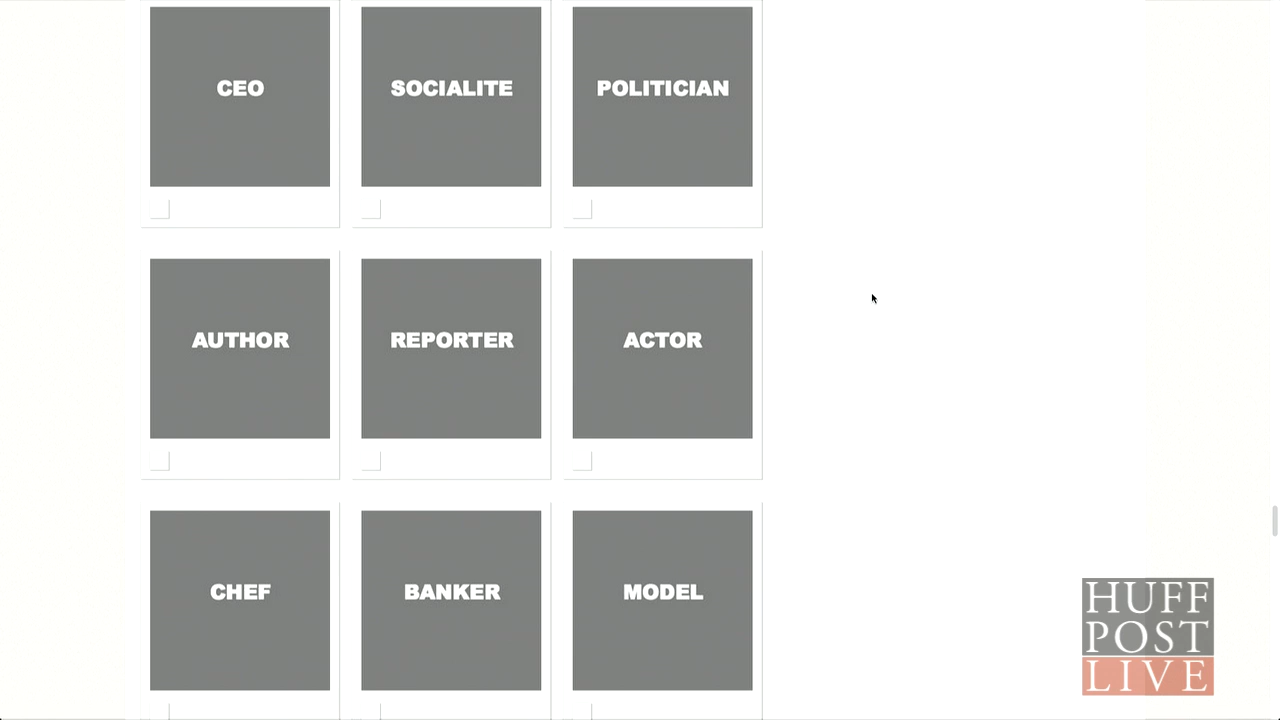 CEO
SOCIALITE
POLITICIAN
AUTHOR
REPORTER
ACTOR
CHEF
BANKER
MODEL
HUFF
POST
LIVE